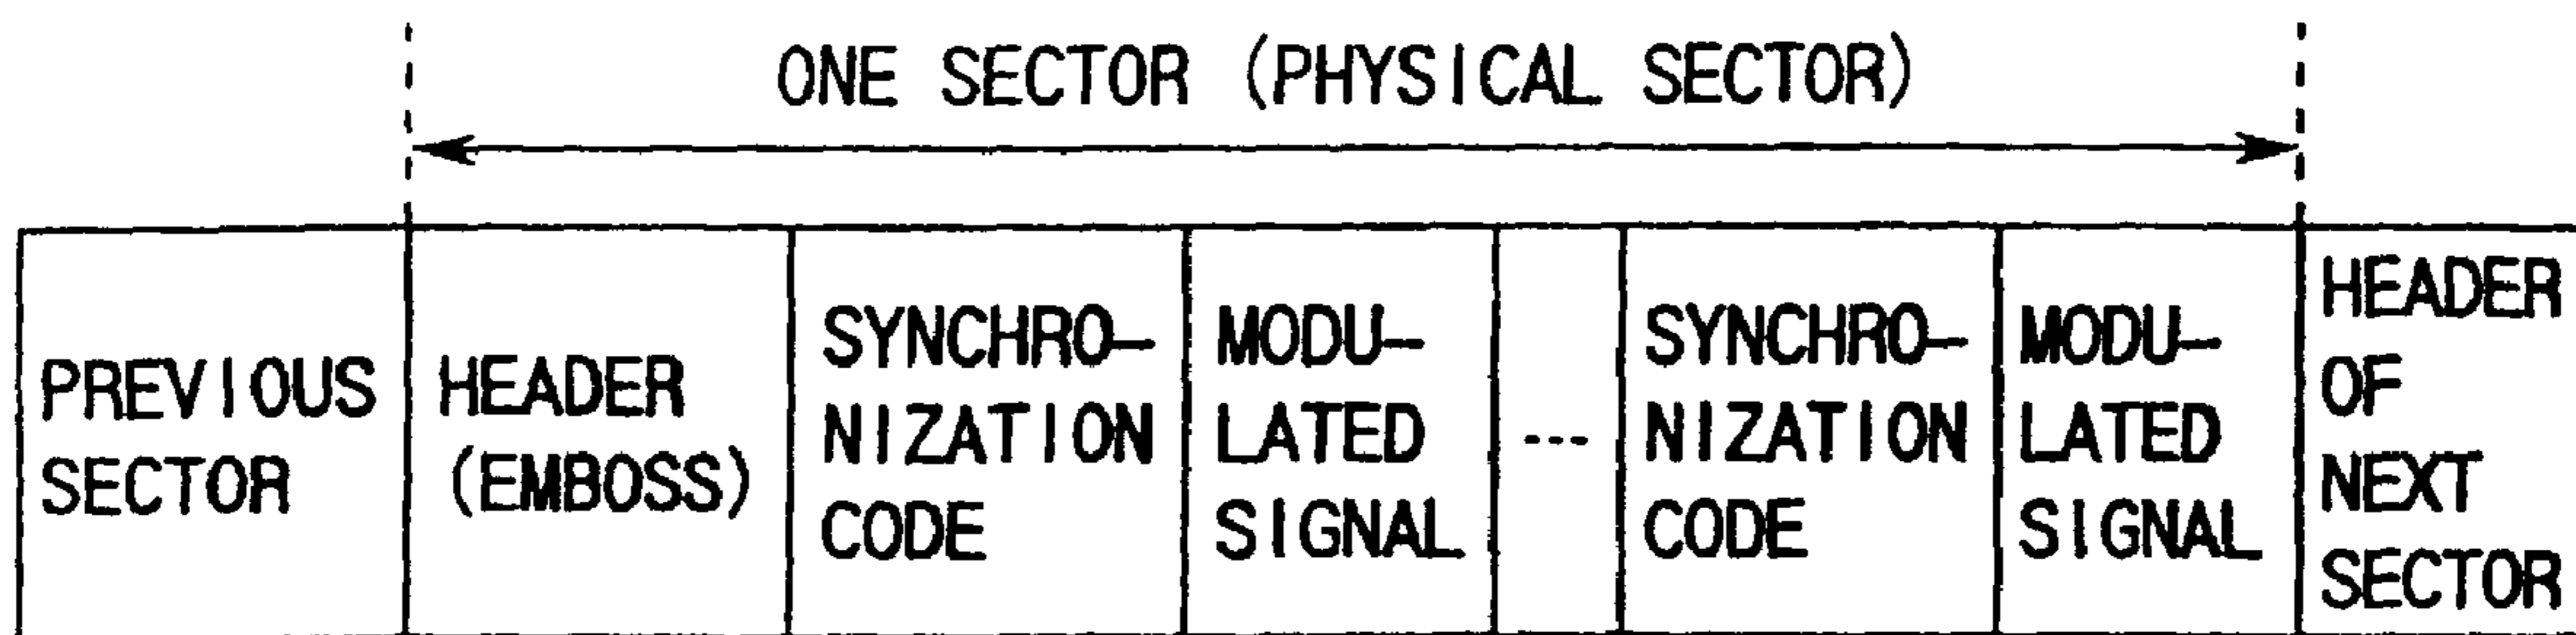 ONE SECTOR (PHYSICAL SECTOR)
PREVIOUS
SECTOR
HEADER
(EMBOSS)
SYNCHRO-
NIZATION
CODE
MODU-
LATED
SIGNAL
---
SYNCHRO-
NIZATION
CODE
MODU-
LATED
SIGNAL
HEADER
OF
NEXT
SECTOR